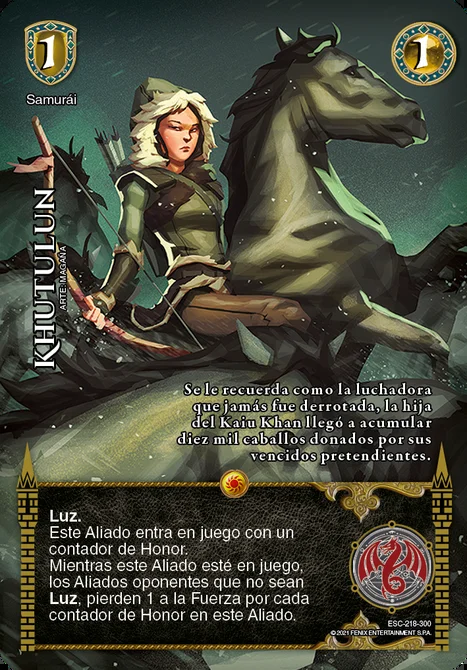 1
1
Samurái
KHUTULUN
ARTE: MAGAÑA
Se le recuerda como la luchadora
que jamás fue derrotada, la hija
del Kaiu Khan llegó a acumular
diez mil caballos donados por sus
vencidos pretendientes.
Luz.
Este Aliado entra en juego con un
contador de Honor.
Mientras este Aliado esté en juego,
los Aliados oponentes que no sean
Luz, pierden 1 a la Fuerza por cada
contador de Honor en este Aliado.
ESC-218-300
© 2021 FENIX ENTERTAINMENT S.P.A.